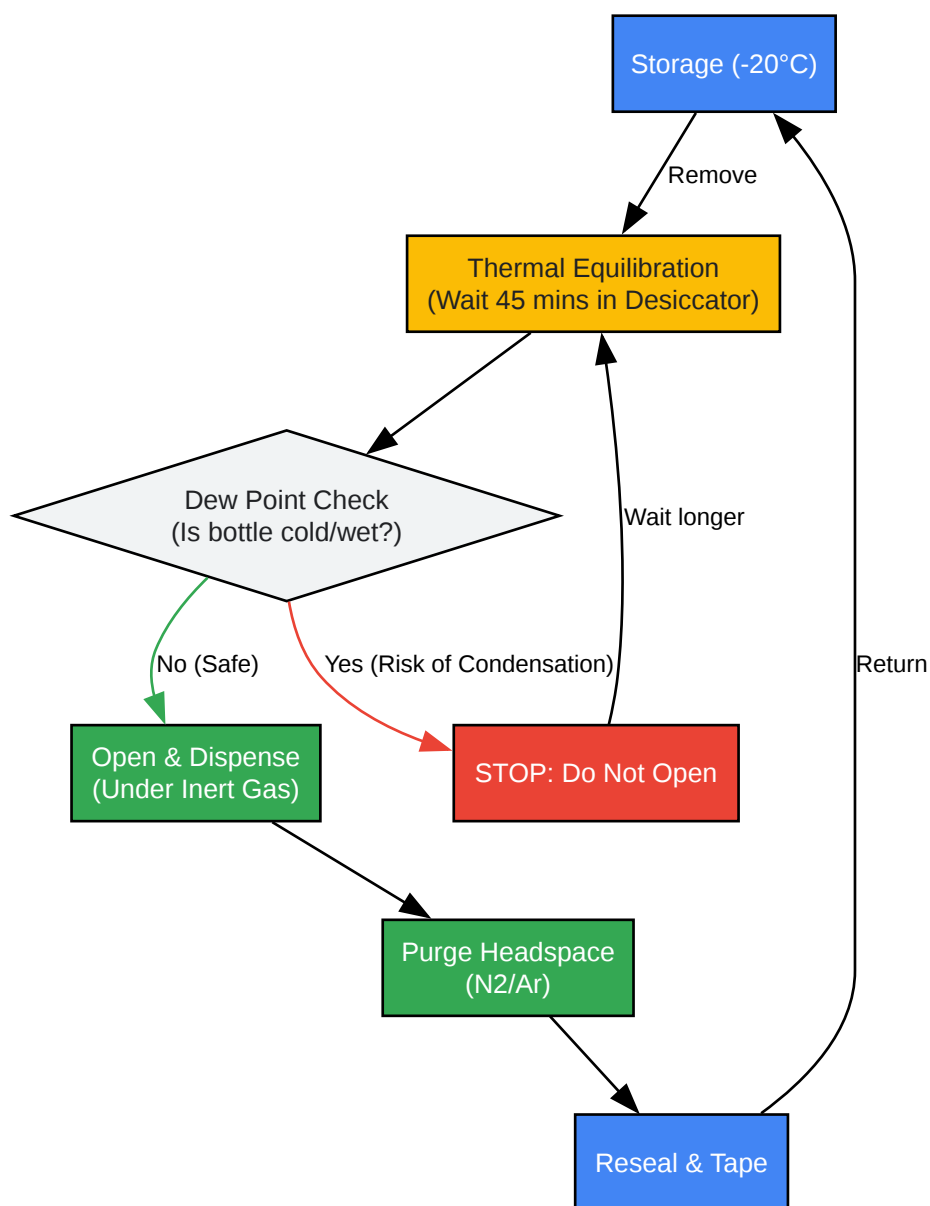 Storage (-20°C)
Remove
Thermal Equilibration
(Wait 45 mins in Desiccator)
Dew Point Check
(Is bottle cold/wet?)
Wait longer
No (Safe)
Yes (Risk of Condensation)
Return
Open & Dispense
(Under Inert Gas)
STOP: Do Not Open
Purge Headspace
(N2/Ar)
Reseal & Tape